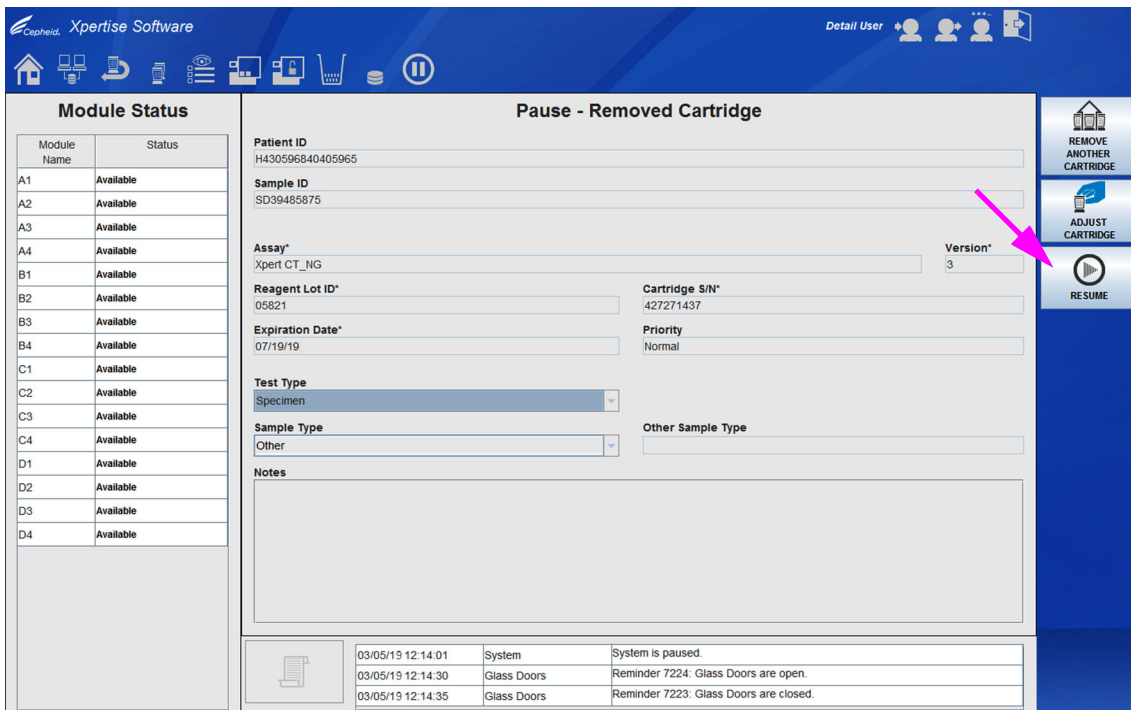 Cepheid. Xpertise Software
Detail User
Module Status
Module Name Status
A1 Available
A2 Available
A3 Available
A4 Available
B1 Available
B2 Available
B3 Available
B4 Available
C1 Available
C2 Available
C3 Available
C4 Available
D1 Available
D2 Available
D3 Available
D4 Available
Pause - Removed Cartridge
Patient ID
H430596840405965
Sample ID
SD39485875
Assay* Version*
Xpert CT_NG 3
Reagent Lot ID* Cartridge S/N*
05821 427271437
Expiration Date* Priority
07/19/19 Normal
Test Type
Specimen
Sample Type Other Sample Type
Other
Notes
03/05/19 12:14:01 System System is paused.
03/05/19 12:14:30 Glass Doors Reminder 7224: Glass Doors are open.
03/05/19 12:14:35 Glass Doors Reminder 7223: Glass Doors are closed.
REMOVE
ANOTHER
CARTRIDGE
ADJUST
CARTRIDGE
RESUME